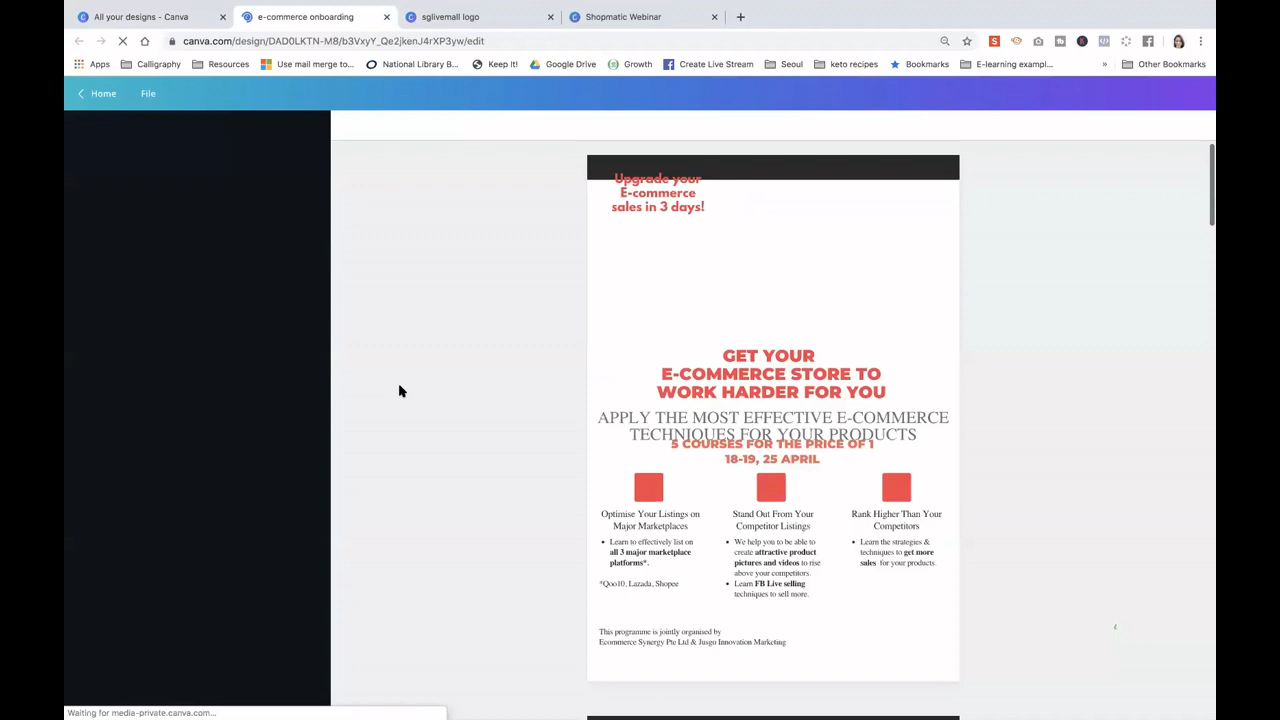 All your designs - Canva
e-commerce onboarding
sglivemall logo
Shopmatic Webinar
canva.com/design/DAD0LKTN-M8/b3VxyY_Qe2jkenJ4rXP3yw/edit
Apps
Calligraphy
Resources
Use mail merge to...
National Library B...
Keep It!
Google Drive
Growth
Create Live Stream
Seoul
keto recipes
Bookmarks
E-learning exampl...
»
Other Bookmarks
Home
File
Upgrade your
E-commerce
sales in 3 days!
GET YOUR
E-COMMERCE STORE TO
WORK HARDER FOR YOU
APPLY THE MOST EFFECTIVE E-COMMERCE
TECHNIQUES FOR YOUR PRODUCTS
5 COURSES FOR THE PRICE OF 1
18-19, 25 APRIL
Optimise Your Listings on
Major Marketplaces
• Learn to effectively list on
all 3 major marketplace
platforms*.
*Qoo10, Lazada, Shopee
Stand Out From Your
Competitor Listings
• We help you to be able to
create attractive product
pictures and videos to rise
above your competitors.
• Learn FB Live selling
techniques to sell more.
Rank Higher Than Your
Competitors
• Learn the strategies &
techniques to get more
sales for your products.
This programme is jointly organised by
Ecommerce Synergy Pte Ltd & Jusgo Innovation Marketing
Waiting for media-private.canva.com...